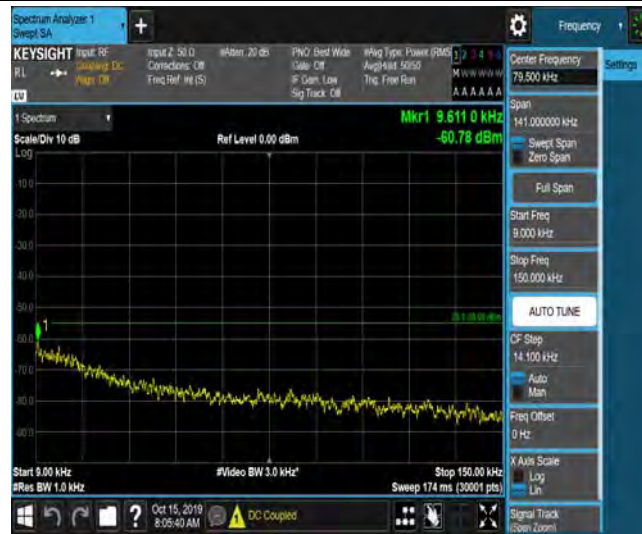 Spectrum Analyzer 1
Swept SA
+
Frequency
KEYSIGHT
RL
LV
Input: RF
Coupling: DC
Align: Off
Input Z: 50 Ω
Corrections: Off
Freq Ref: Int (S)
#Atten: 20 dB
PNO: Best Wide
Gate: Off
IF Gain: Low
Sig Track: Off
#Avg Type: Power (RMS
Avg|Hold: 50/50
Trig: Free Run
1 2 3 4 5 6
M W W W W W
A A A A A A
1 Spectrum
Scale/Div 10 dB
Ref Level 0.00 dBm
Mkr1 9.611 0 kHz
-60.78 dBm
Log
-10.0
-20.0
-30.0
-40.0
-50.0
-60.0
-70.0
-80.0
-90.0
1
Start 9.00 kHz
#Res BW 1.0 kHz
#Video BW 3.0 kHz*
Stop 150.00 kHz
Sweep 174 ms (30001 pts)
Center Frequency
79.500 kHz
Settings
Span
141.000000 kHz
Swept Span
Zero Span
Full Span
Start Freq
9.000 kHz
Stop Freq
150.000 kHz
AUTO TUNE
CF Step
14.100 kHz
Auto
Man
Freq Offset
0 Hz
X Axis Scale
Log
Lin
Signal Track
(Span Zoom)
?
Oct 15, 2019
8:05:40 AM
DC Coupled